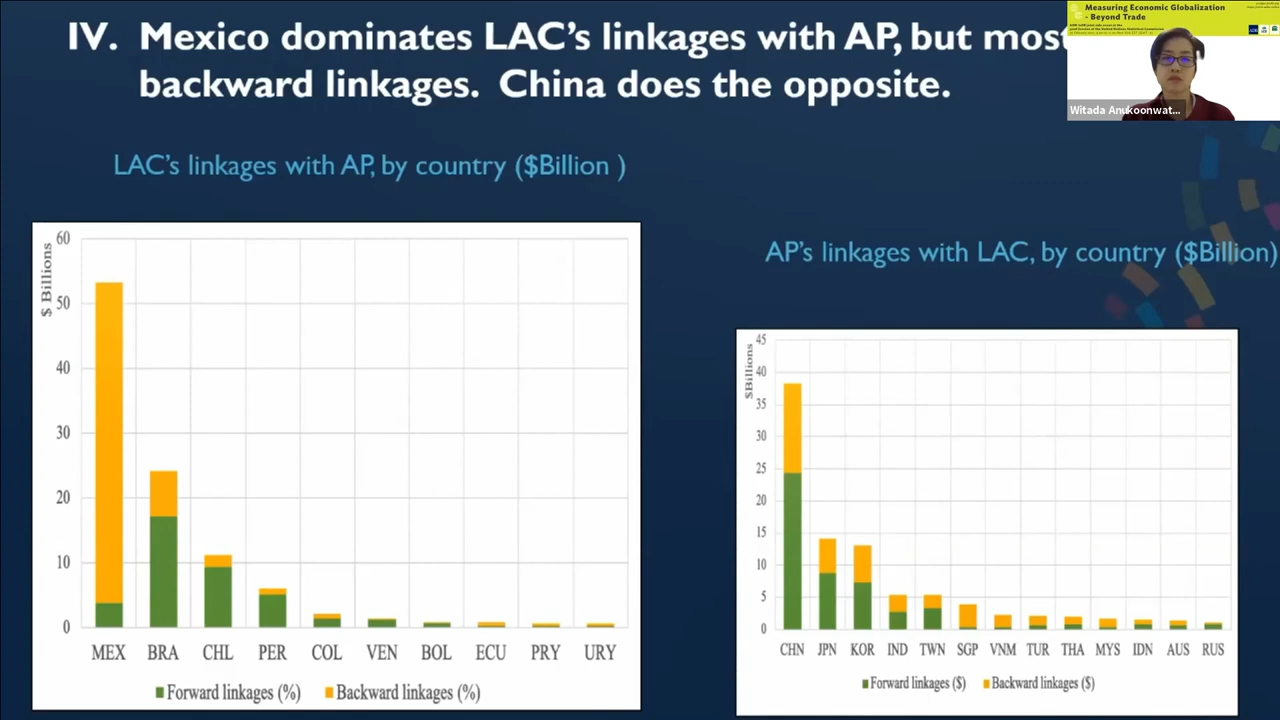 IV. Mexico dominates LAC's linkages with AP, but most
backward linkages. China does the opposite.
Measuring Economic Globalization
- Beyond Trade
Witada Anukoonwat...
LAC's linkages with AP, by country ($Billion )
$ Billions
60
50
40
30
20
10
0
MEX BRA CHL PER COL VEN BOL ECU PRY URY
Forward linkages (%) Backward linkages (%)
AP's linkages with LAC, by country ($Billion)
$Billions
45
40
35
30
25
20
15
10
5
0
CHN JPN KOR IND TWN SGP VNM TUR THA MYS IDN AUS RUS
Forward linkages ($) Backward linkages ($)